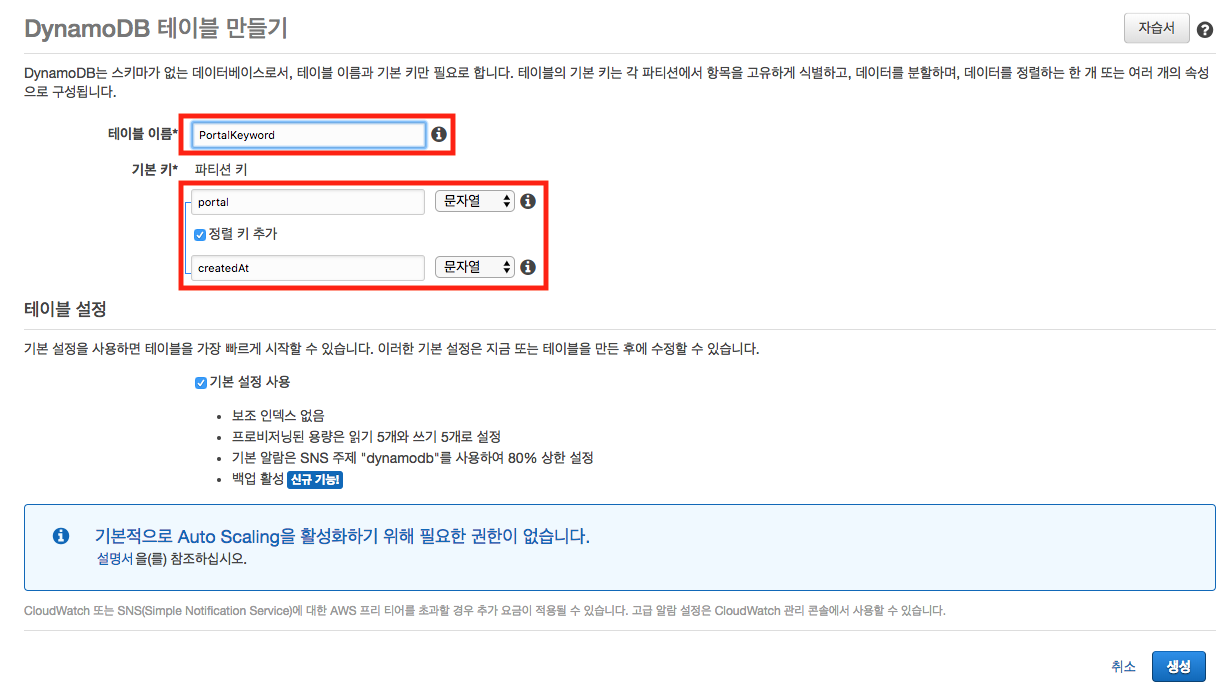 DynamoDB 테이블 만들기
자습서
DynamoDB는 스키마가 없는 데이터베이스로서, 테이블 이름과 기본 키만 필요로 합니다. 테이블의 기본 키는 각 파티션에서 항목을 고유하게 식별하고, 데이터를 분할하며, 데이터를 정렬하는 한 개 또는 여러 개의 속성
으로 구성됩니다.
테이블 이름* PortalKeyword
기본 키* 파티션 키
portal 문자열
정렬 키 추가
createdAt 문자열
테이블 설정
기본 설정을 사용하면 테이블을 가장 빠르게 시작할 수 있습니다. 이러한 기본 설정은 지금 또는 테이블을 만든 후에 수정할 수 있습니다.
기본 설정 사용
• 보조 인덱스 없음
• 프로비저닝된 용량은 읽기 5개와 쓰기 5개로 설정
• 기본 알람은 SNS 주제 "dynamodb"를 사용하여 80% 상한 설정
• 백업 활성 신규 기능!
기본적으로 Auto Scaling을 활성화하기 위해 필요한 권한이 없습니다.
설명서 을(를) 참조하십시오.
CloudWatch 또는 SNS(Simple Notification Service)에 대한 AWS 프리 티어를 초과할 경우 추가 요금이 적용될 수 있습니다. 고급 알람 설정은 CloudWatch 관리 콘솔에서 사용할 수 있습니다.
취소 생성